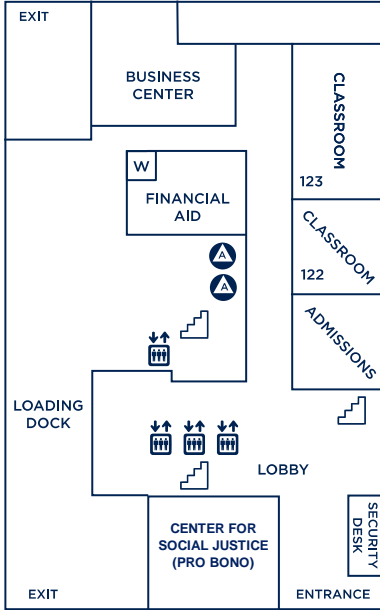 EXIT
BUSINESS
CENTER
CLASSROOM
123
W
FINANCIAL
AID
CLASSROOM
122
A
A
ADMISSIONS
LOADING
DOCK
LOBBY
CENTER FOR
SOCIAL JUSTICE
(PRO BONO)
SECURITY
DESK
EXIT
ENTRANCE